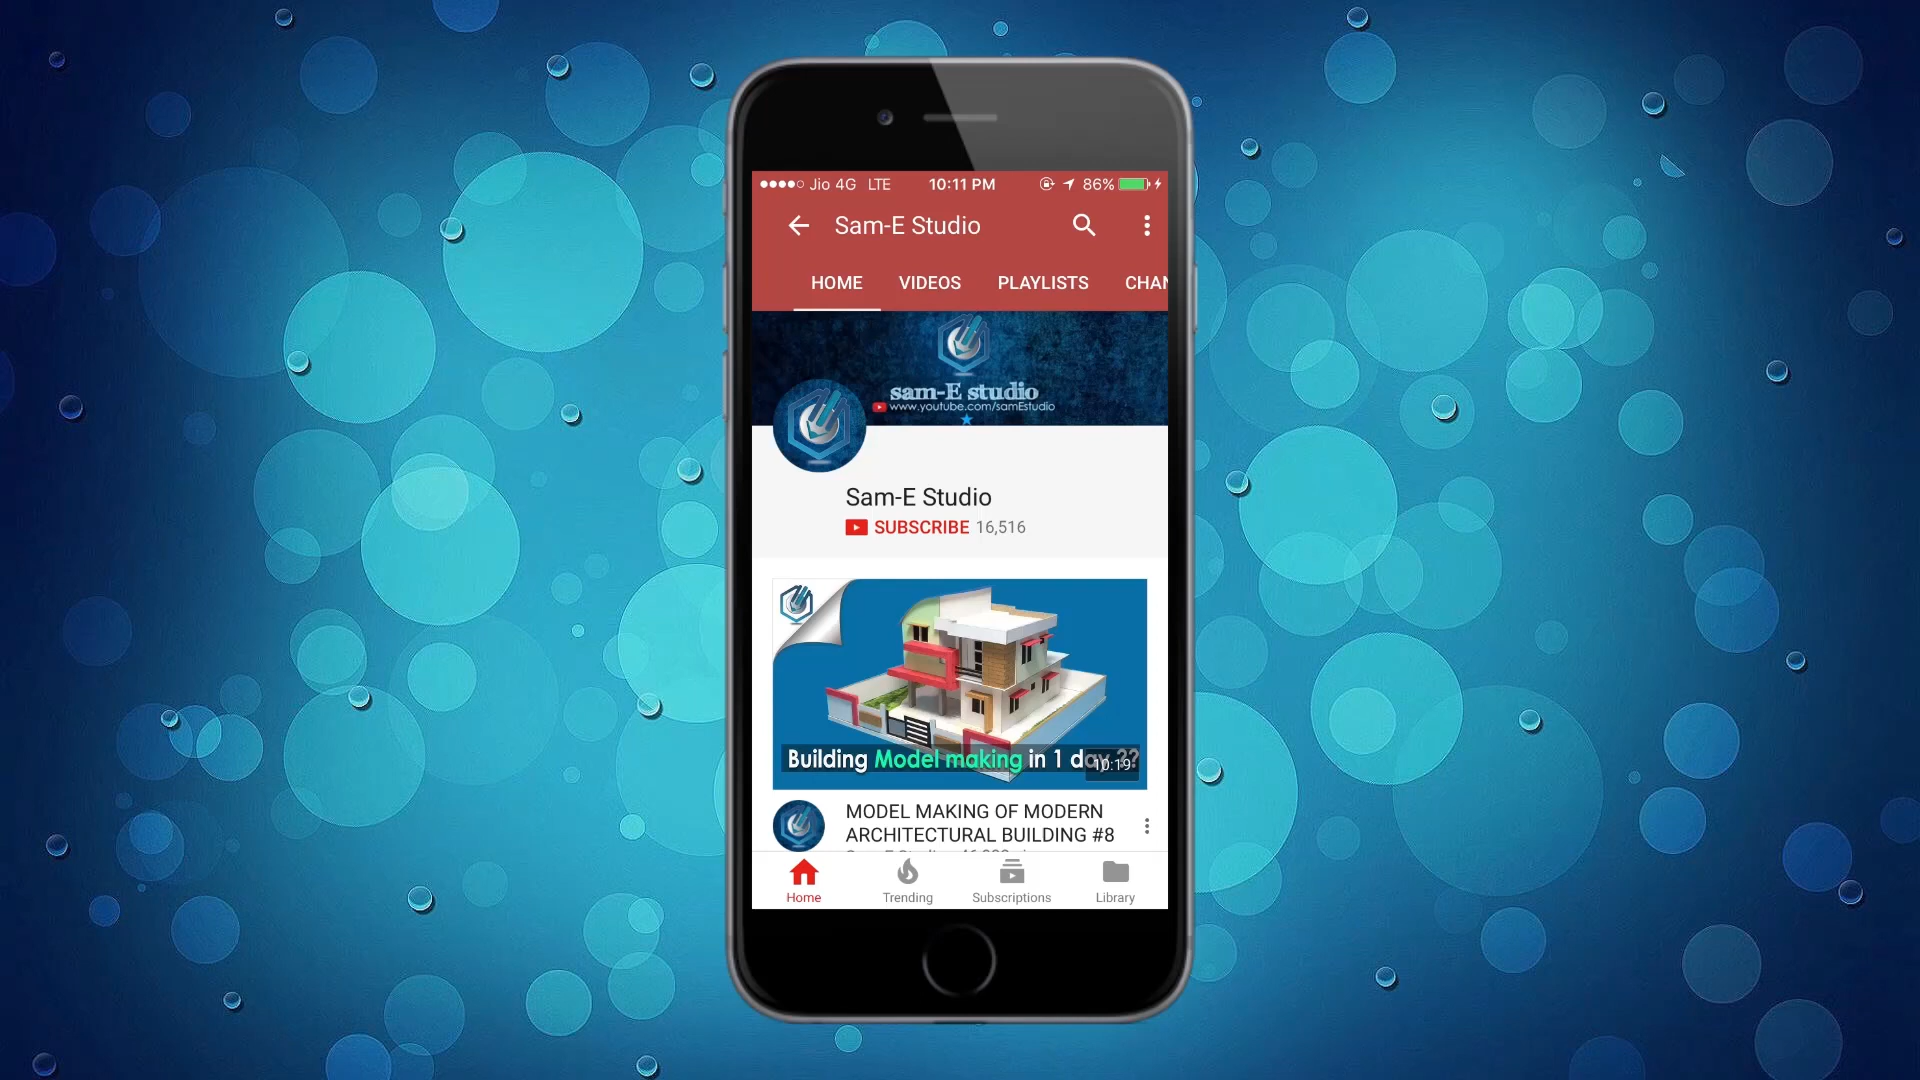 Jio 4G LTE 10:11 PM 86%
Sam-E Studio
HOME VIDEOS PLAYLISTS CHAN
sam-E studio
www.youtube.com/samEstudio
Sam-E Studio
SUBSCRIBE 16,516
Building Model making in 1 day ??
10:19
MODEL MAKING OF MODERN
ARCHITECTURAL BUILDING #8
Home Trending Subscriptions Library